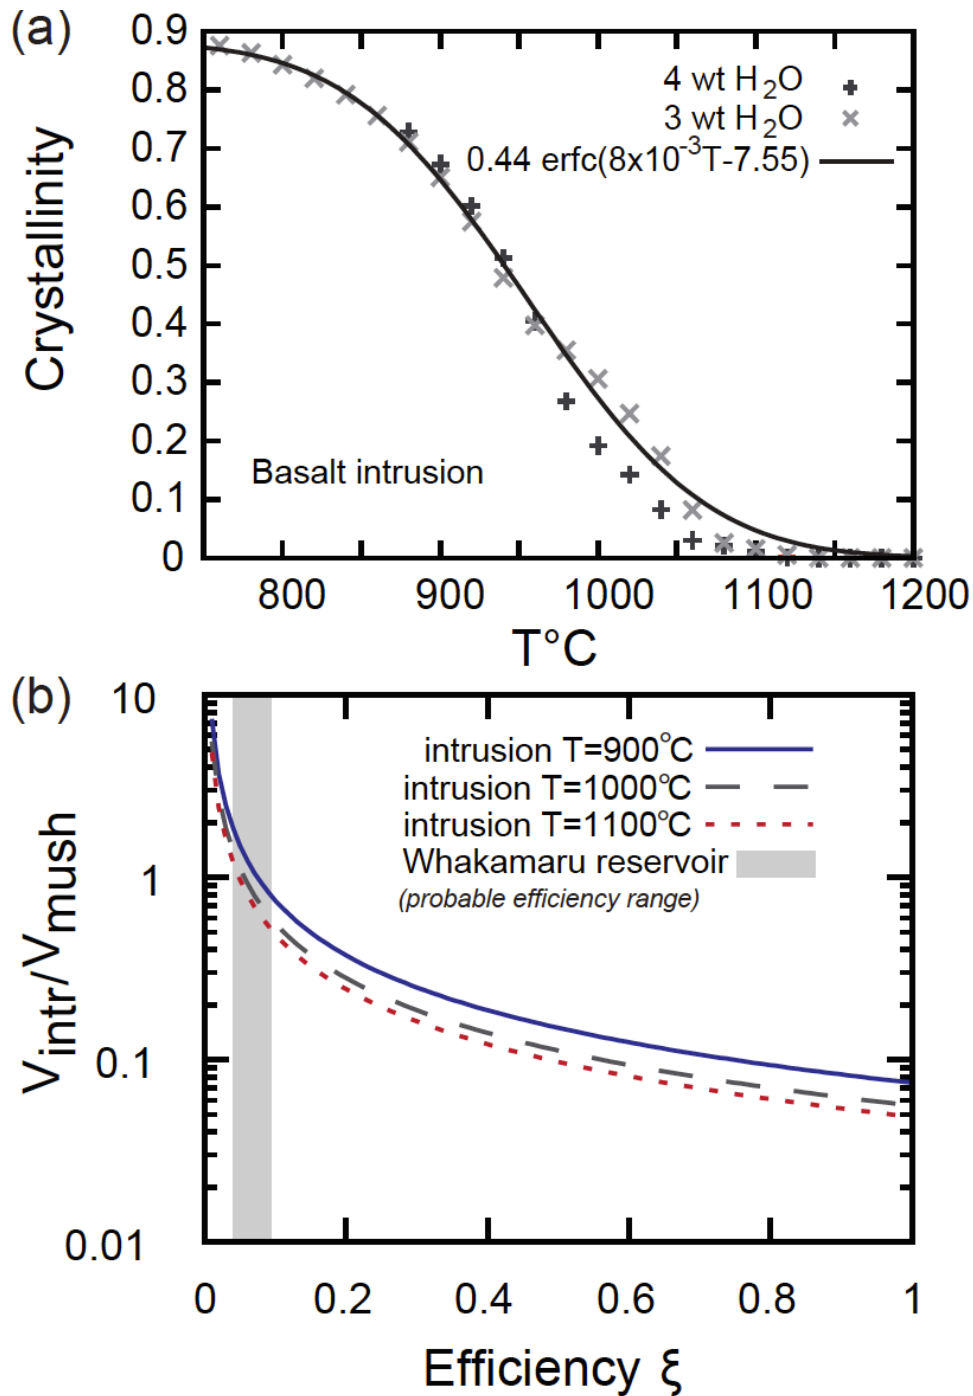 (a)
0.9
0.8
0.7
0.6
0.5
0.4
0.3
0.2
0.1
0
Crystallinity
4 wt H2O
3 wt H2O
0.44 erfc(8x10-3T-7.55)
Basalt intrusion
800 900 1000 1100 1200
T°C
(b)
10
1
0.1
0.01
Vintr/Vmush
intrusion T=900°C
intrusion T=1000°C
intrusion T=1100°C
Whakamaru reservoir
(probable efficiency range)
0 0.2 0.4 0.6 0.8 1
Efficiency ξ